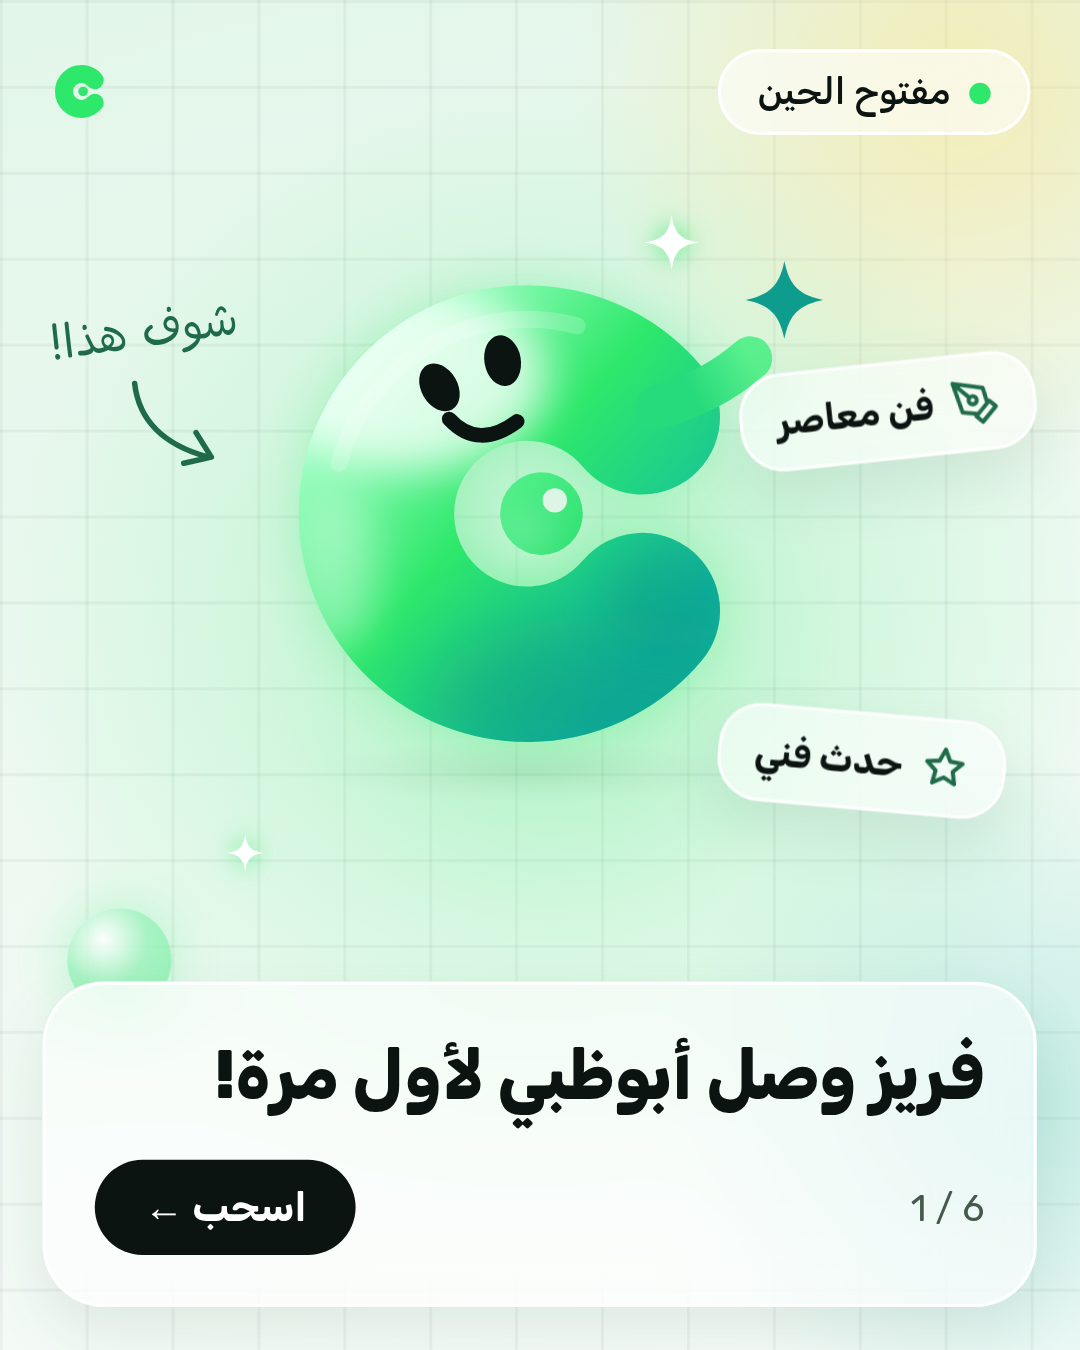 مفتوح الحين
شوف هذا!
فن معاصر
حدث فني
فريز وصل أبوظبي لأول مرة!
1 / 6
اسحب ←